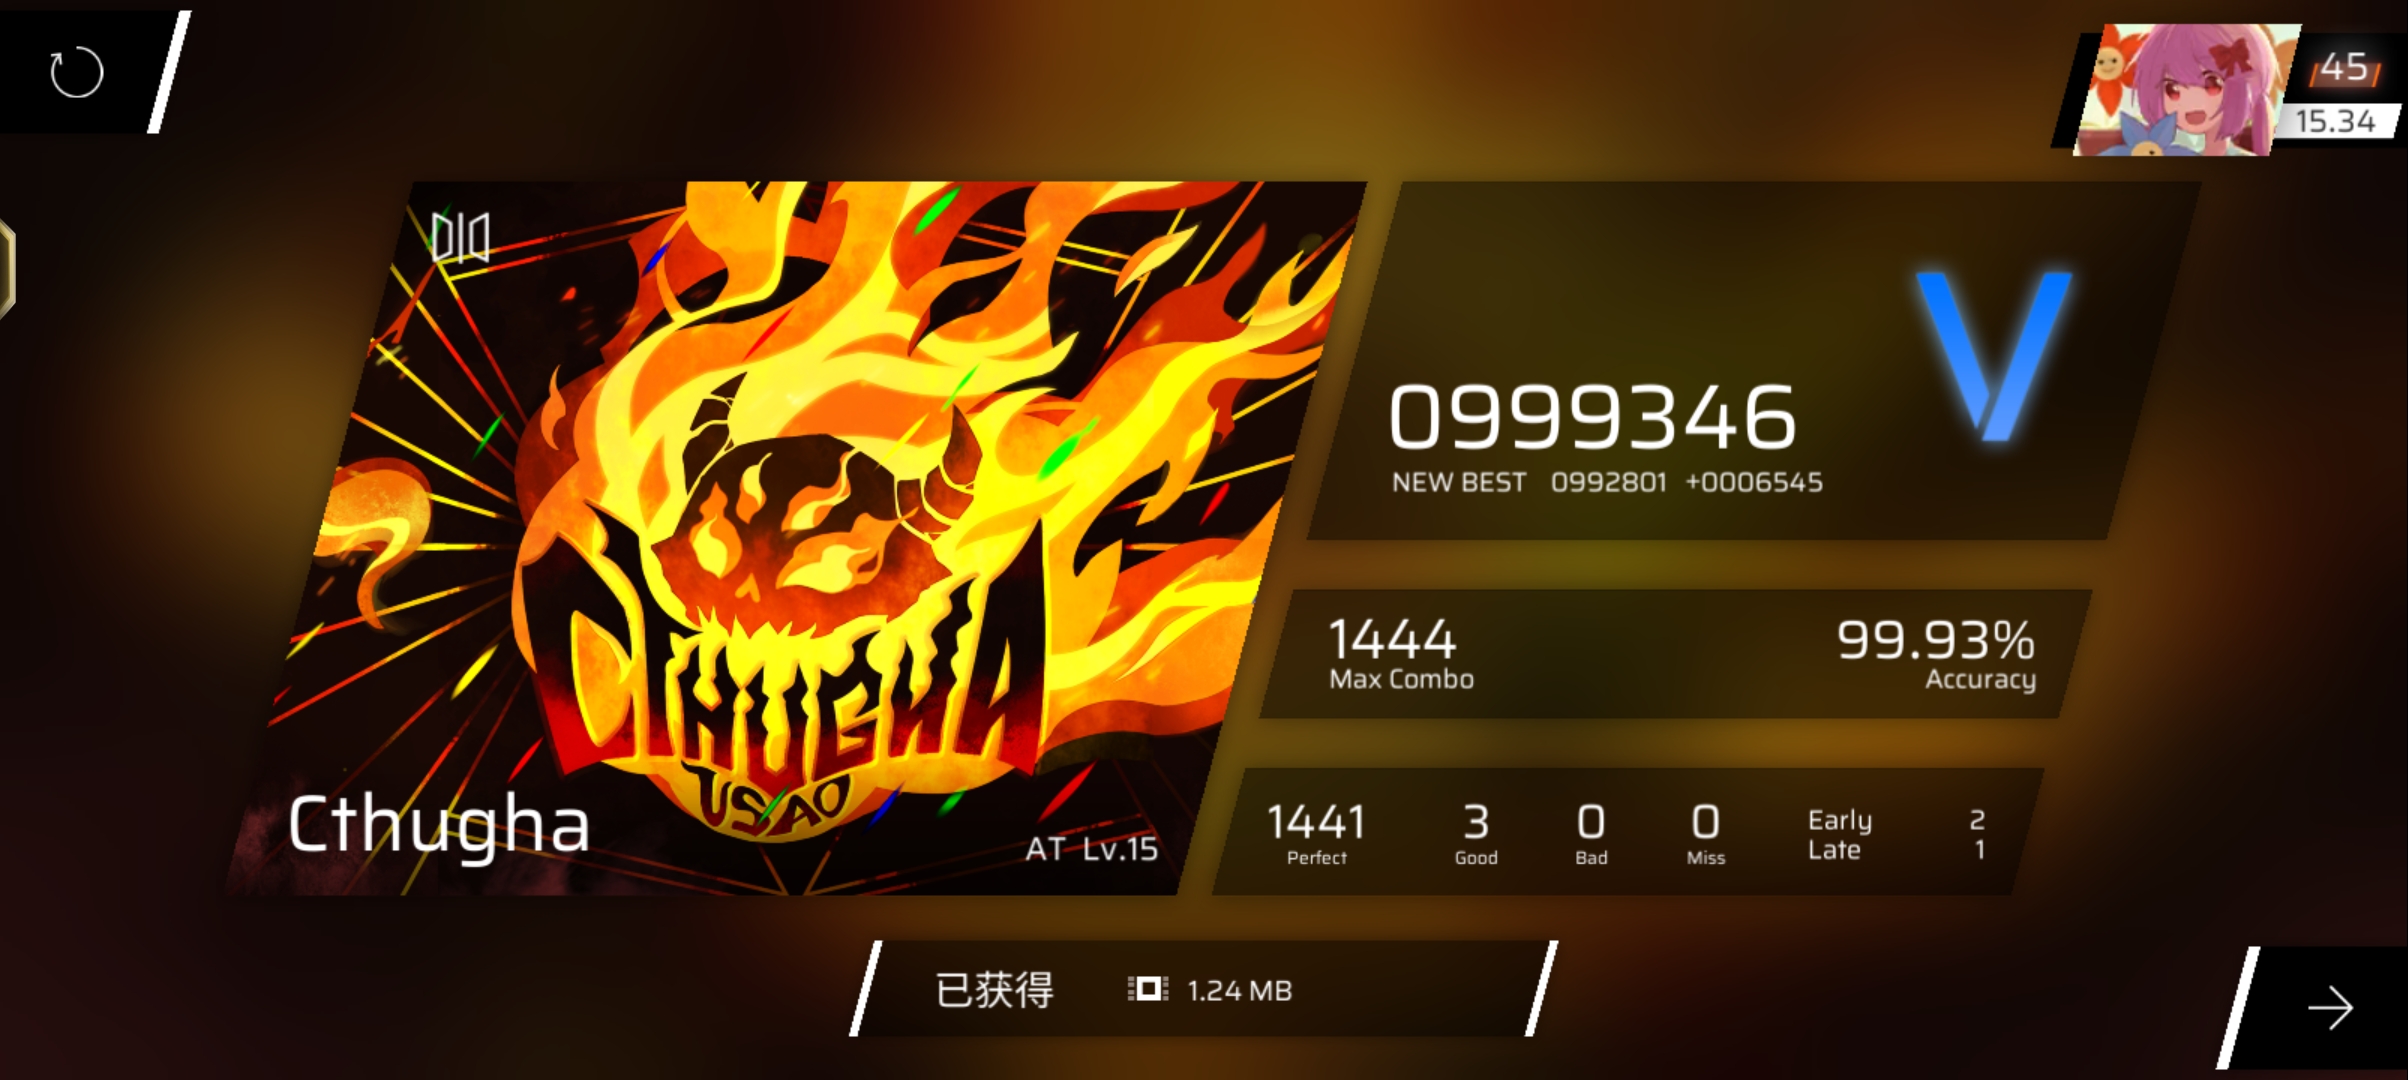 45
15.34
CTHUGHA
USAO
Cthugha
AT Lv.15
0999346
V
NEW BEST 0992801 +0006545
1444
Max Combo
99.93%
Accuracy
1441
Perfect
3
Good
0
Bad
0
Miss
Early 2
Late 1
已获得 1.24 MB